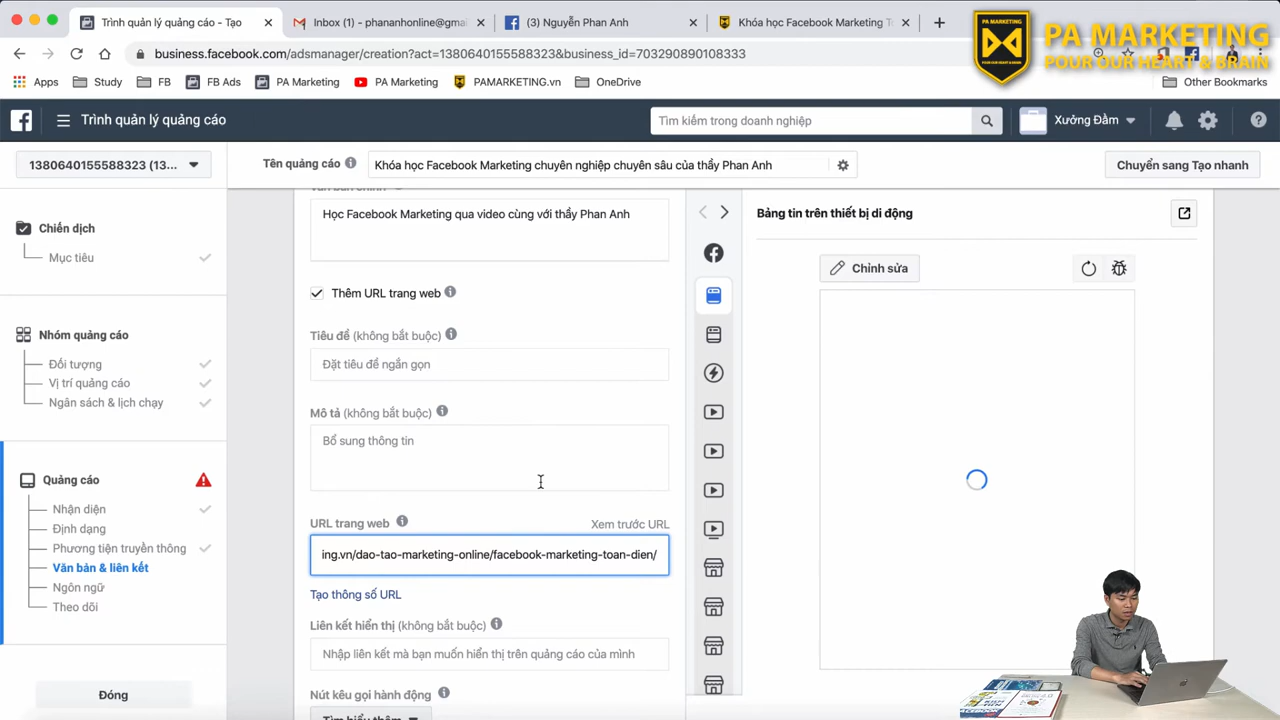 Trình quản lý quảng cáo - Tạo
Inbox (1) - phananhonline@gmai
(3) Nguyễn Phan Anh
Khóa học Facebook Marketing T
PA MARKETING
POUR OUR HEART & BRAIN
PA MARKETING
business.facebook.com/adsmanager/creation?act=1380640155588323&business_id=703290890108333
Apps
Study
FB
FB Ads
PA Marketing
PA Marketing
PAMARKETING
OneDrive
Other Bookmarks
Trình quản lý quảng cáo
Tìm kiếm trong doanh nghiệp
Xưởng Đầm
1380640155588323 (13...
Tên quảng cáo
Khóa học Facebook Marketing chuyên nghiệp chuyên sâu của thầy Phan Anh
Chuyển sang Tạo nhanh
Chiến dịch
Mục tiêu
Nhóm quảng cáo
Đối tượng
Vị trí quảng cáo
Ngân sách & lịch chạy
Quảng cáo
Nhận diện
Định dạng
Phương tiện truyền thông
Văn bản & liên kết
Ngôn ngữ
Theo dõi
Đóng
Văn bản chính
Học Facebook Marketing qua video cùng với thầy Phan Anh
Thêm URL trang web
Tiêu đề (không bắt buộc)
Đặt tiêu đề ngắn gọn
Mô tả (không bắt buộc)
Bổ sung thông tin
URL trang web
Xem trước URL
ing.vn/dao-tao-marketing-online/facebook-marketing-toan-dien/
Tạo thông số URL
Liên kết hiển thị (không bắt buộc)
Nhập liên kết mà bạn muốn hiển thị trên quảng cáo của mình
Nút kêu gọi hành động
Tìm hiểu thêm
Bảng tin trên thiết bị di động
Chỉnh sửa